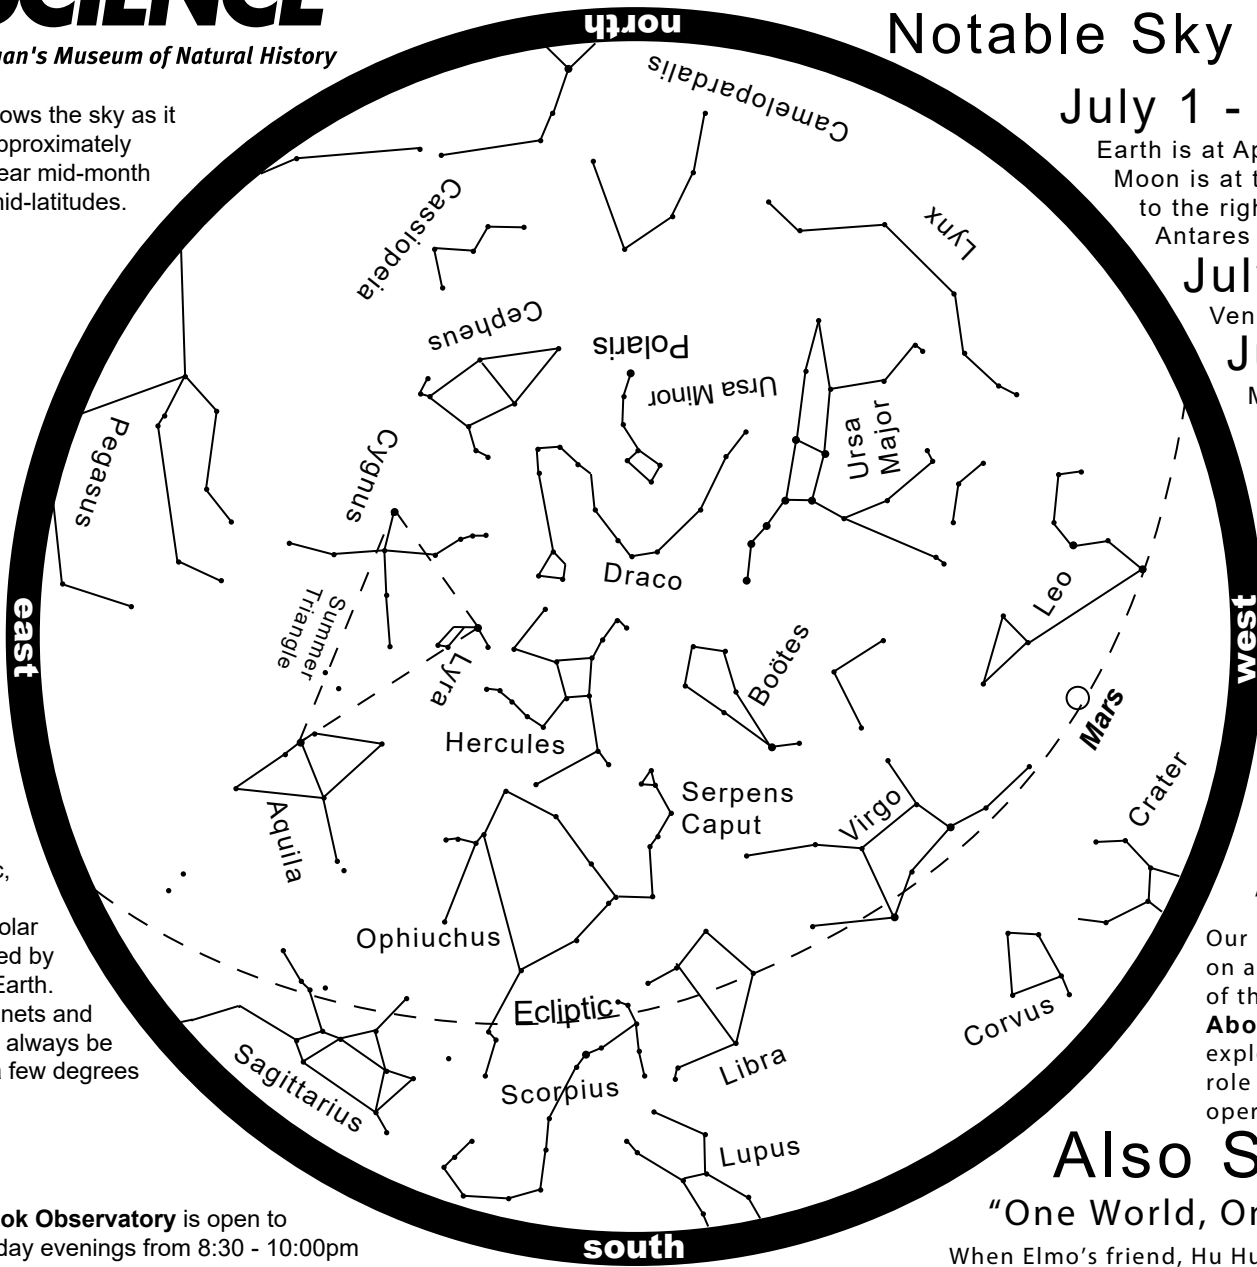 SCIENCE
an's Museum of Natural History
ows the sky as it
pproximately
ear mid-month
id-latitudes.
Notable Sky
July 1 -
Earth is at Ap
Moon is at t
to the righ
Antares
Jul
Ven
Ju
M
north
Camelopardalis
Cassiopeia
Lynx
Cepheus
Polaris
Ursa Minor
Ursa
Major
Pegasus
Cygnus
Draco
Leo
east
west
Summer
Triangle
Lyra
Boötes
Hercules
Mars
Serpens
Caput
Virgo
Crater
Aquila
Ophiuchus
Ecliptic
Corvus
Libra
Sagittarius
Scorpius
Lupus
south
c,
olar
ed by
Earth.
nets and
always be
a few degrees
Our
on a
of th
Abo
explo
role
oper
Also S
“One World, On
When Elmo’s friend, Hu Hu
ok Observatory is open to
day evenings from 8:30 - 10:00pm